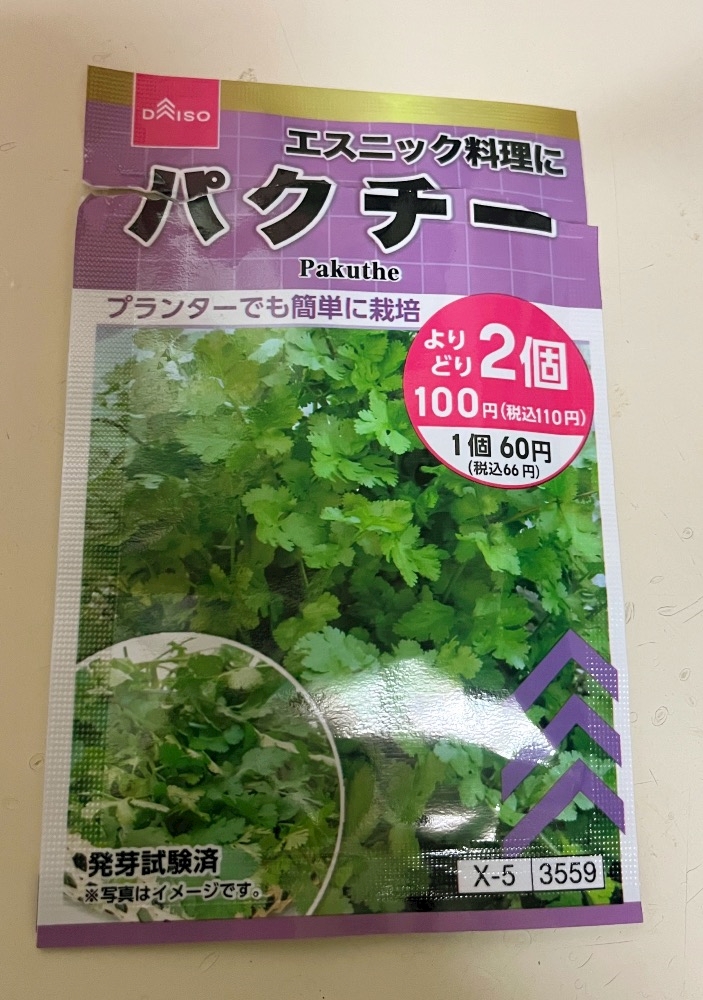 DAISO
エスニック料理に
パクチー
Pakuthe
プランターでも簡単に栽培
よりどり 2個
100円(税込110円)
1個 60円
(税込66円)
発芽試験済
※写真はイメージです。
X-5 3559